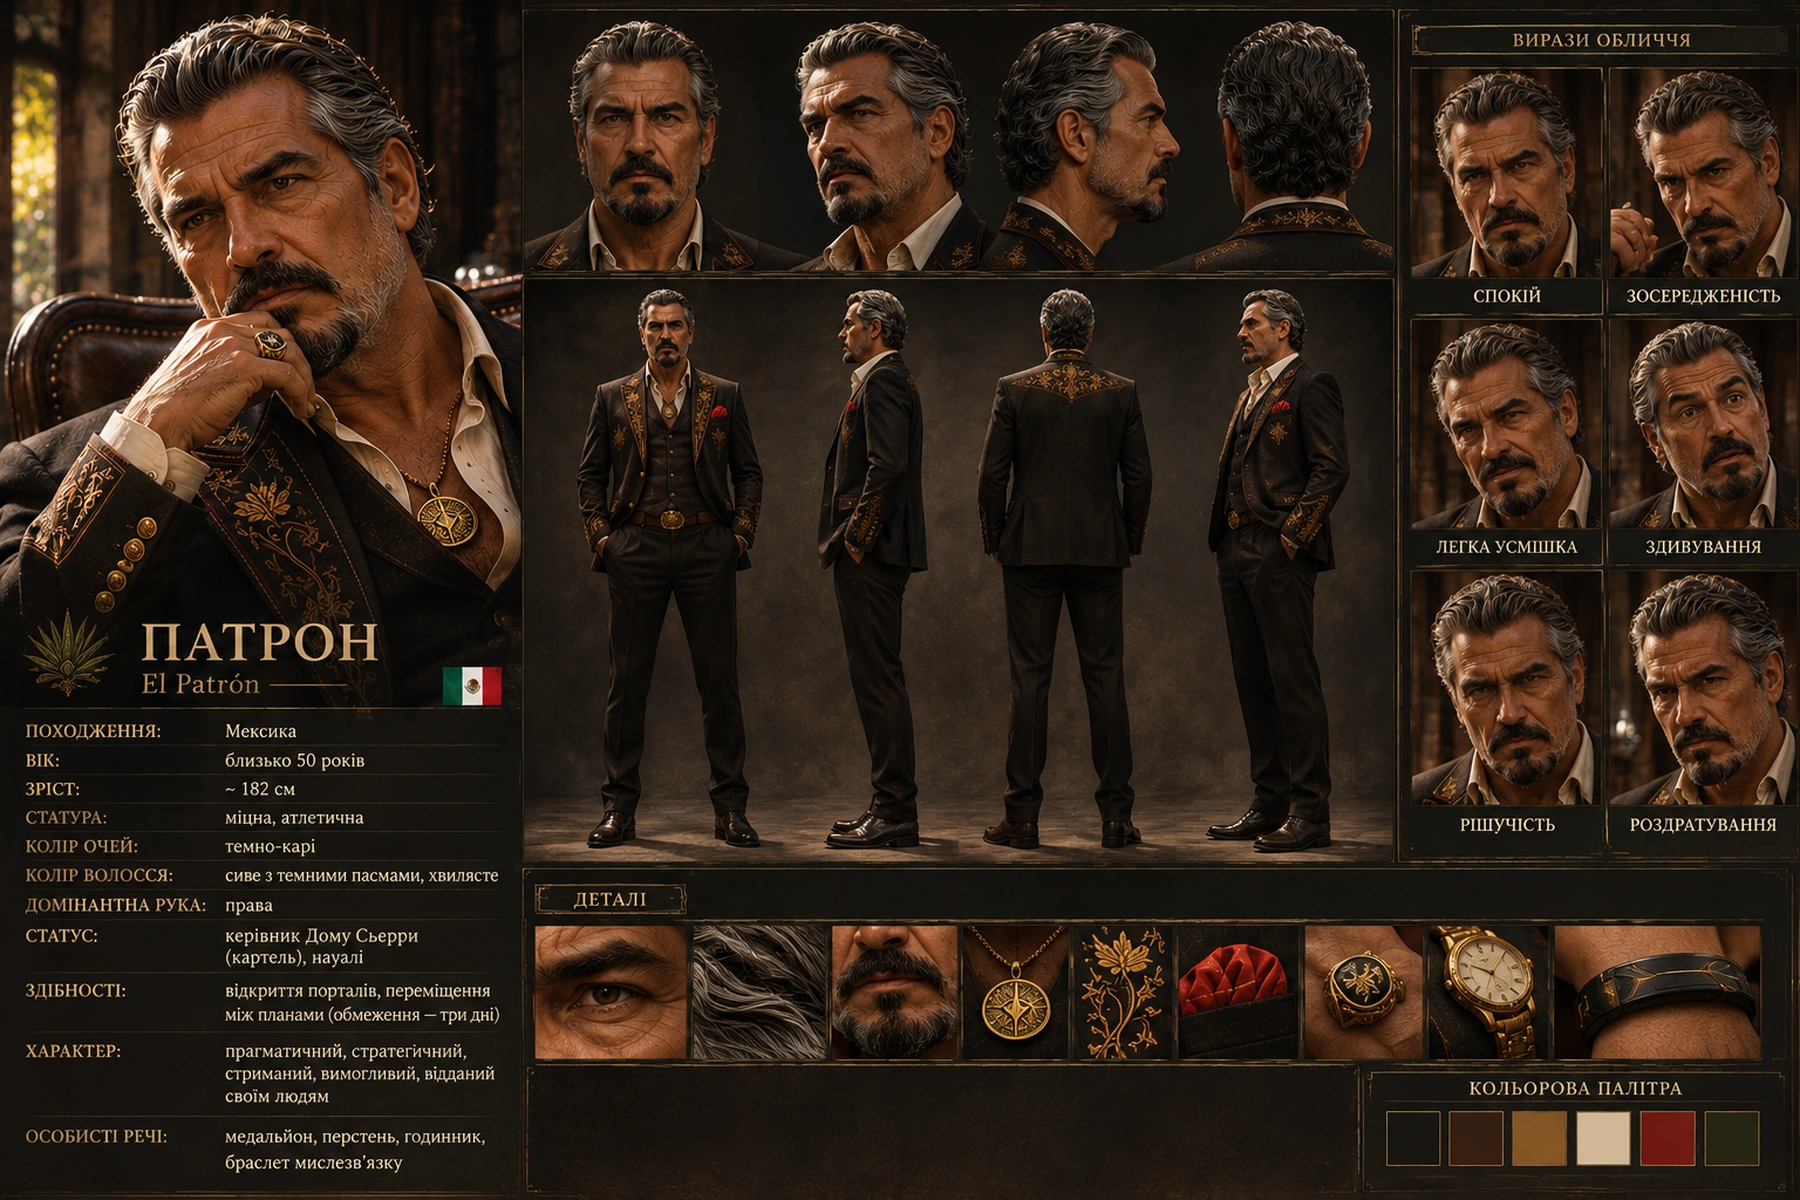 ПАТРОН
El Patrón
ПОХОДЖЕННЯ: Мексика
ВІК: близько 50 років
ЗРІСТ: ~ 182 см
СТАТУРА: міцна, атлетична
КОЛІР ОЧЕЙ: темно-карі
КОЛІР ВОЛОССЯ: сиве з темними пасмами, хвилясте
ДОМІНАНТНА РУКА: права
СТАТУС: керівник Дому Сьерри
(картель), науалі
ЗДІБНОСТІ: відкриття порталів, переміщення
між планами (обмеження — три дні)
ХАРАКТЕР: прагматичний, стратегічний,
стриманий, вимогливий, відданий
своїм людям
ОСОБИСТІ РЕЧІ: медальйон, перстень, годинник,
браслет мислезв'язку
ВИРАЗИ ОБЛИЧЧЯ
СПОКІЙ
ЗОСЕРЕДЖЕНІСТЬ
ЛЕГКА УСМІШКА
ЗДИВУВАННЯ
РІШУЧІСТЬ
РОЗДРАТУВАННЯ
ДЕТАЛІ
КОЛЬОРОВА ПАЛІТРА